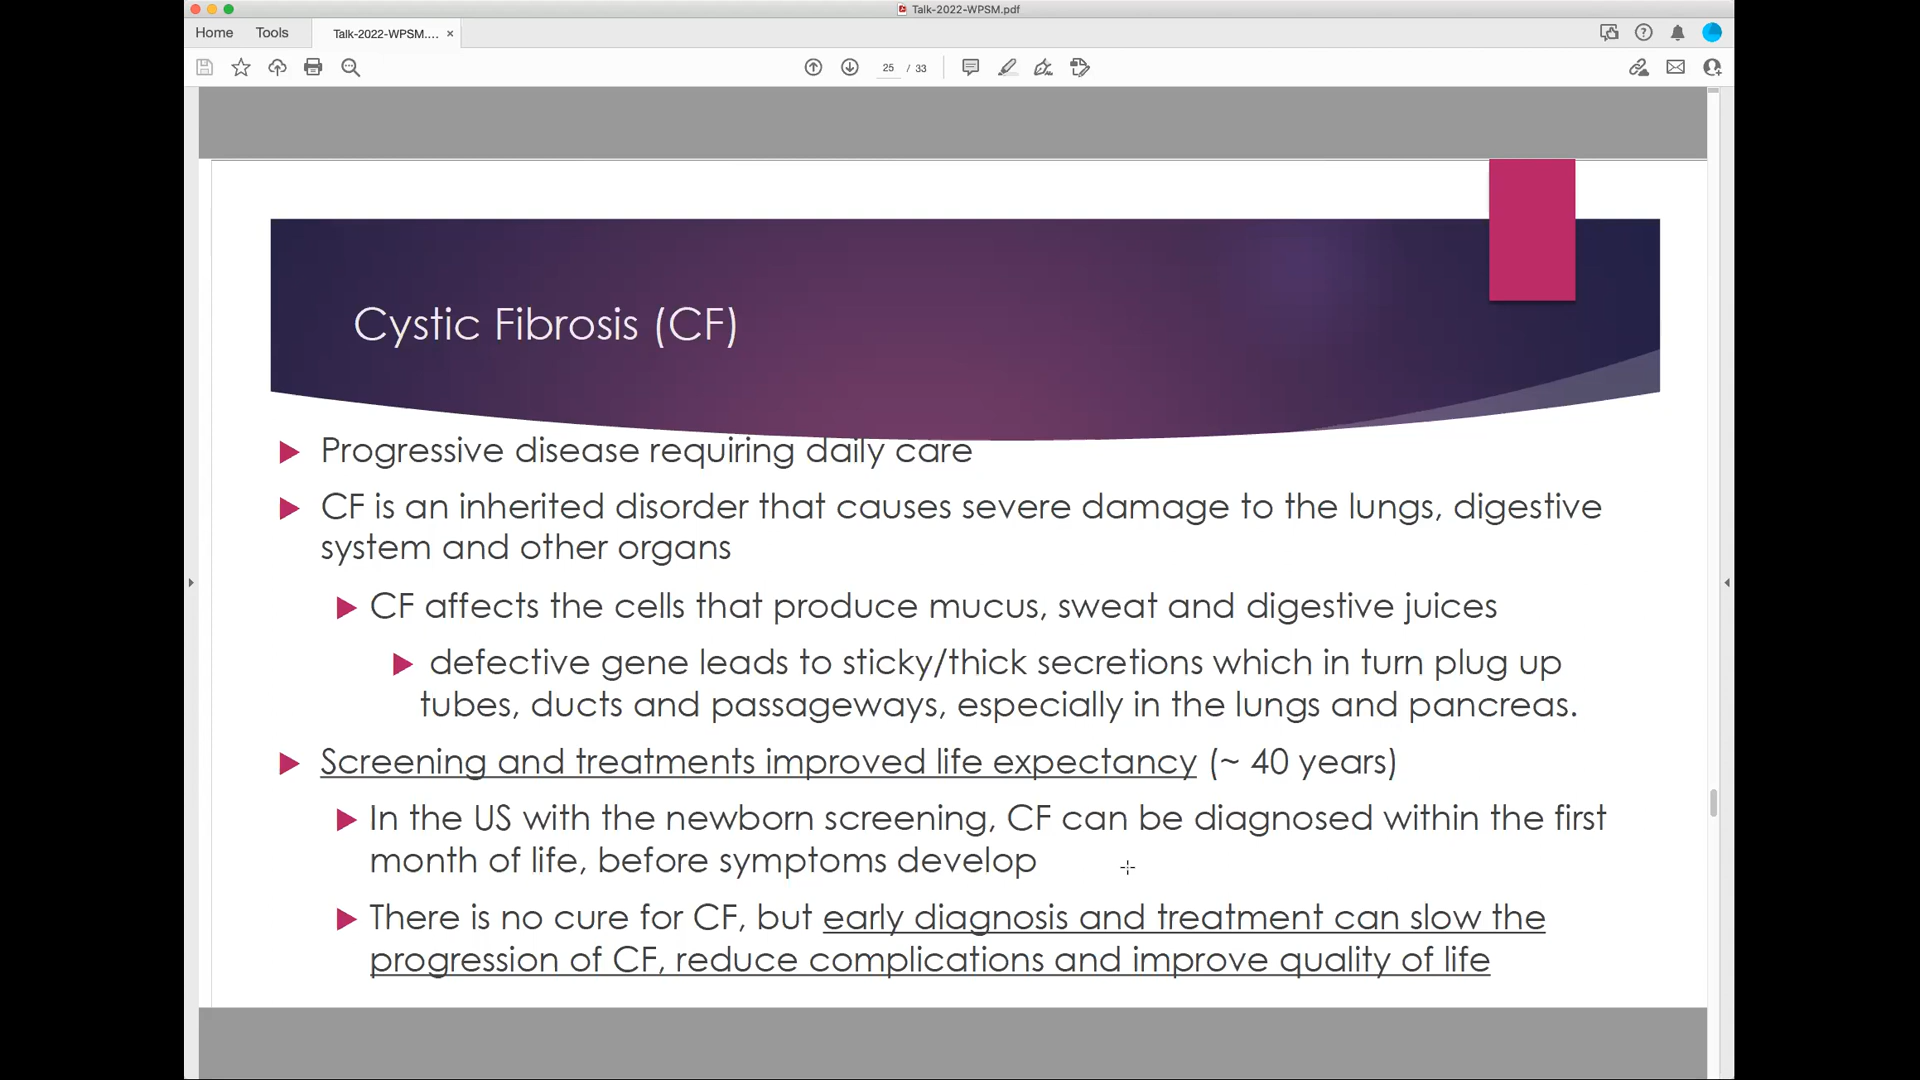 Talk-2022-WPSM.pdf
Home Tools Talk-2022-WPSM.... ×
25 / 33
Cystic Fibrosis (CF)
Progressive disease requiring daily care
CF is an inherited disorder that causes severe damage to the lungs, digestive
system and other organs
CF affects the cells that produce mucus, sweat and digestive juices
defective gene leads to sticky/thick secretions which in turn plug up
tubes, ducts and passageways, especially in the lungs and pancreas.
Screening and treatments improved life expectancy (~ 40 years)
In the US with the newborn screening, CF can be diagnosed within the first
month of life, before symptoms develop
There is no cure for CF, but early diagnosis and treatment can slow the
progression of CF, reduce complications and improve quality of life